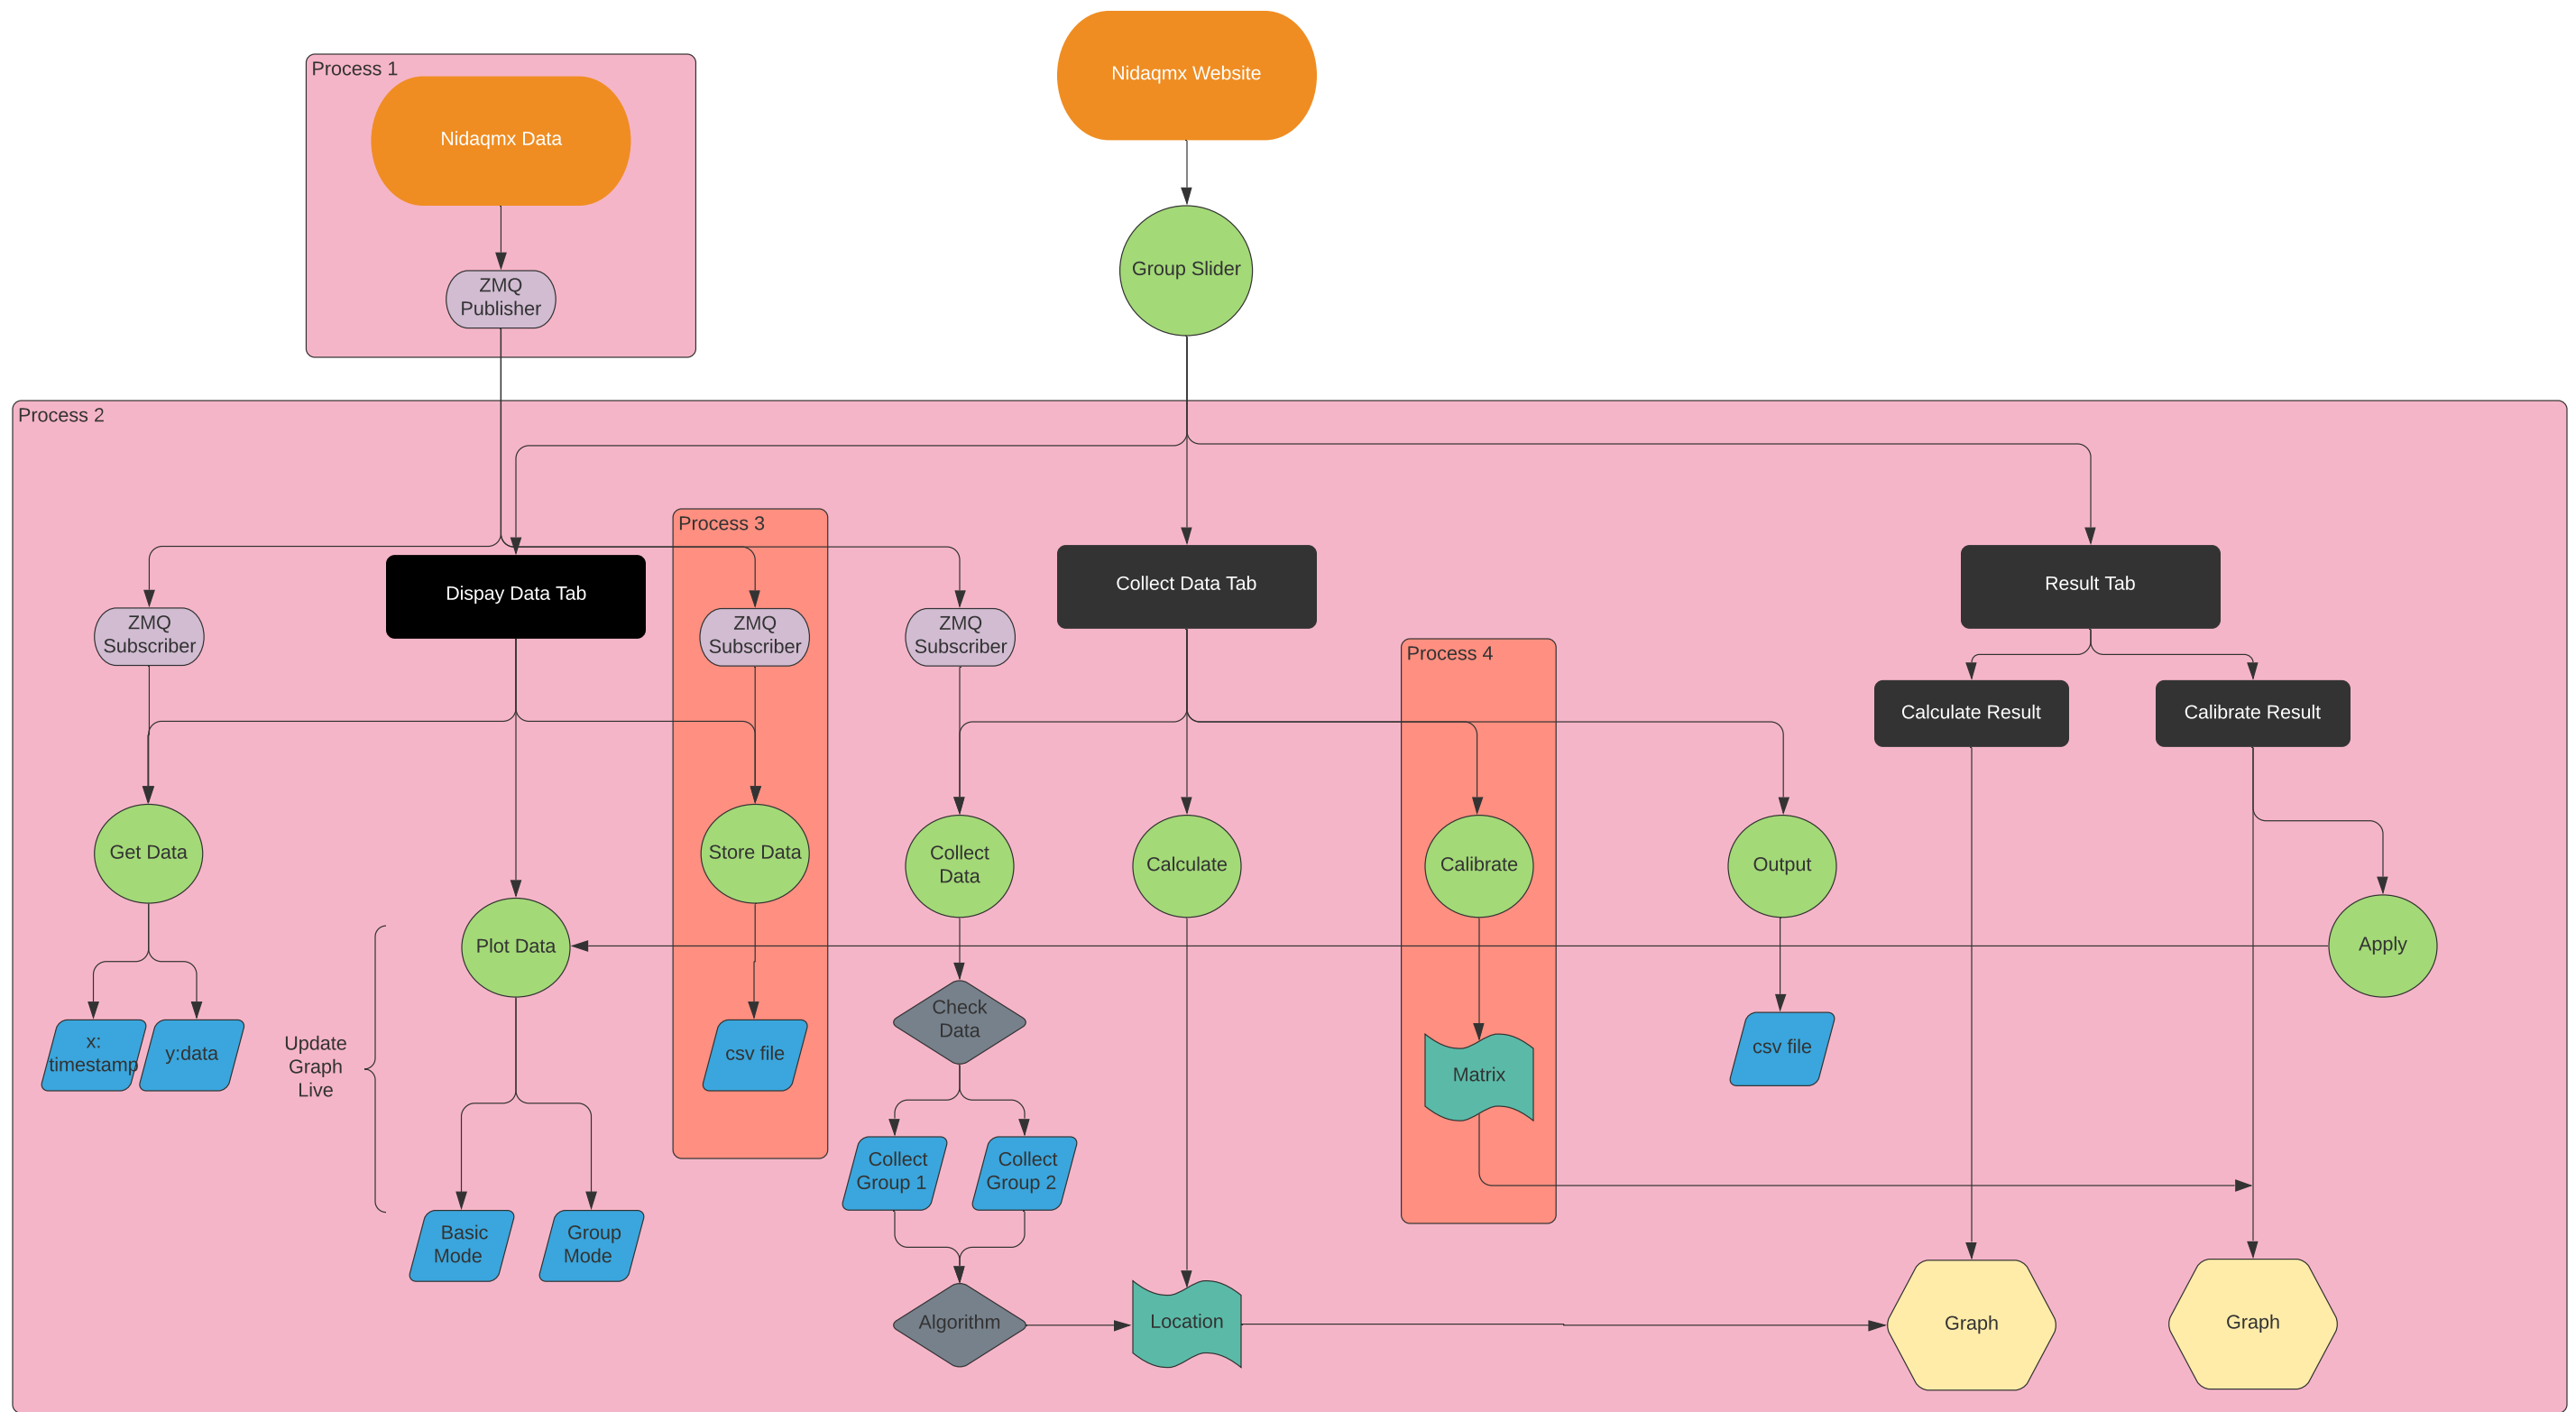 Nidaqmx Website
Process 1
Nidaqmx Data
Group Slider
ZMQ
Publisher
Process 2
Process 3
Dispay Data Tab
Collect Data Tab
Result Tab
ZMQ
Subscriber
ZMQ
Subscriber
ZMQ
Subscriber
Process 4
Calculate Result
Calibrate Result
Get Data
Store Data
Collect
Data
Calculate
Calibrate
Output
Plot Data
Apply
Check
Data
x:
timestamp
y:data
Update
Graph
Live
csv file
csv file
Matrix
Collect
Group 1
Collect
Group 2
Basic
Mode
Group
Mode
Algorithm
Location
Graph
Graph